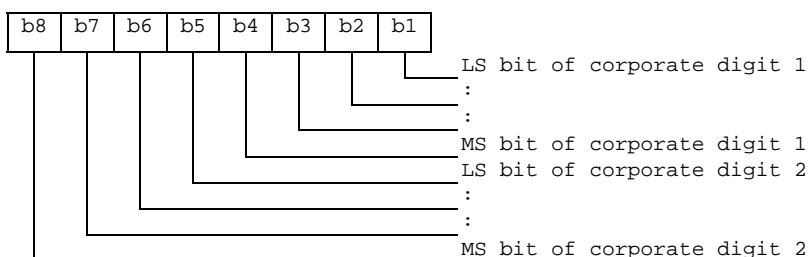 b8 b7 b6 b5 b4 b3 b2 b1
LS bit of corporate digit 1
:
:
MS bit of corporate digit 1
LS bit of corporate digit 2
:
:
MS bit of corporate digit 2